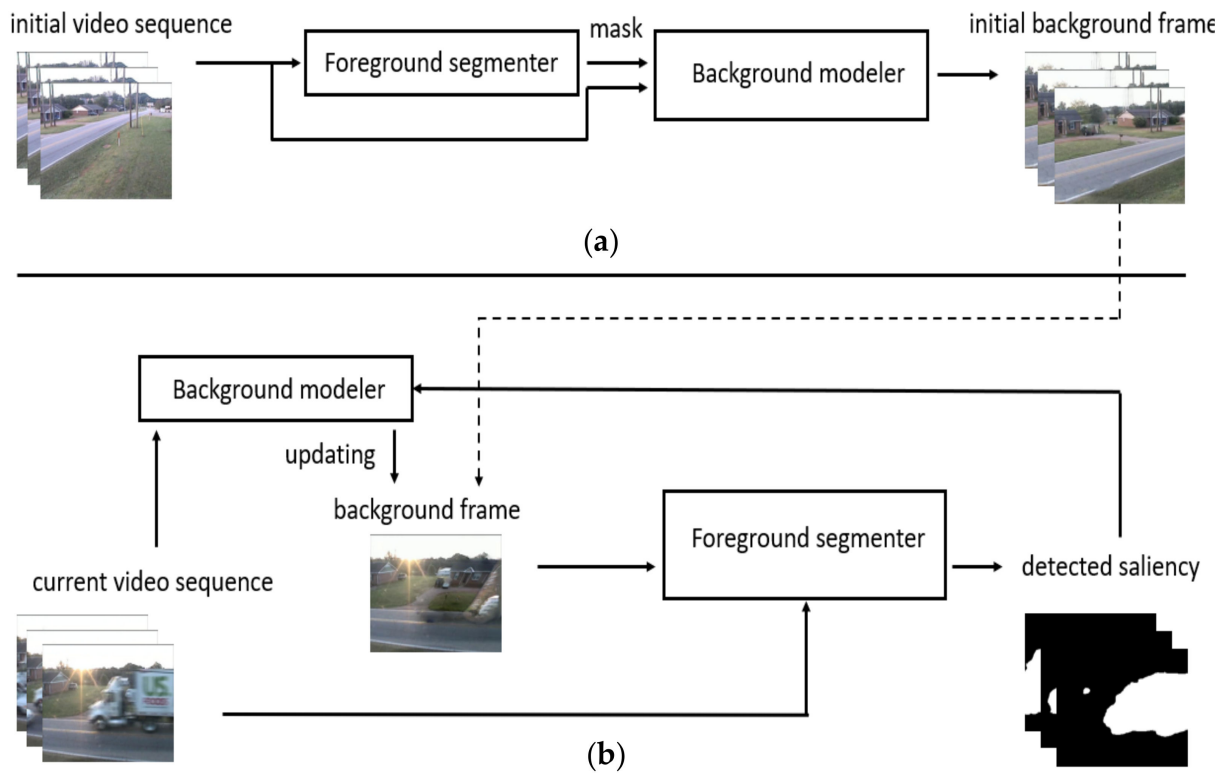 initial video sequence
Foreground segmenter
mask
Background modeler
initial background frame
(a)
Background modeler
updating
background frame
Foreground segmenter
detected saliency
current video sequence
U.S.
(b)